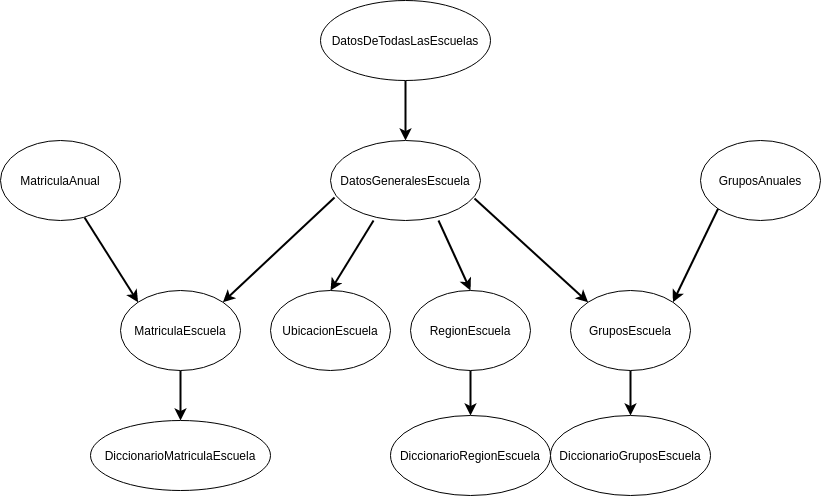 DatosDeTodasLasEscuelas
MatriculaAnual
DatosGeneralesEscuela
GruposAnuales
MatriculaEscuela
UbicacionEscuela
RegionEscuela
GruposEscuela
DiccionarioMatriculaEscuela
DiccionarioRegionEscuela
DiccionarioGruposEscuela